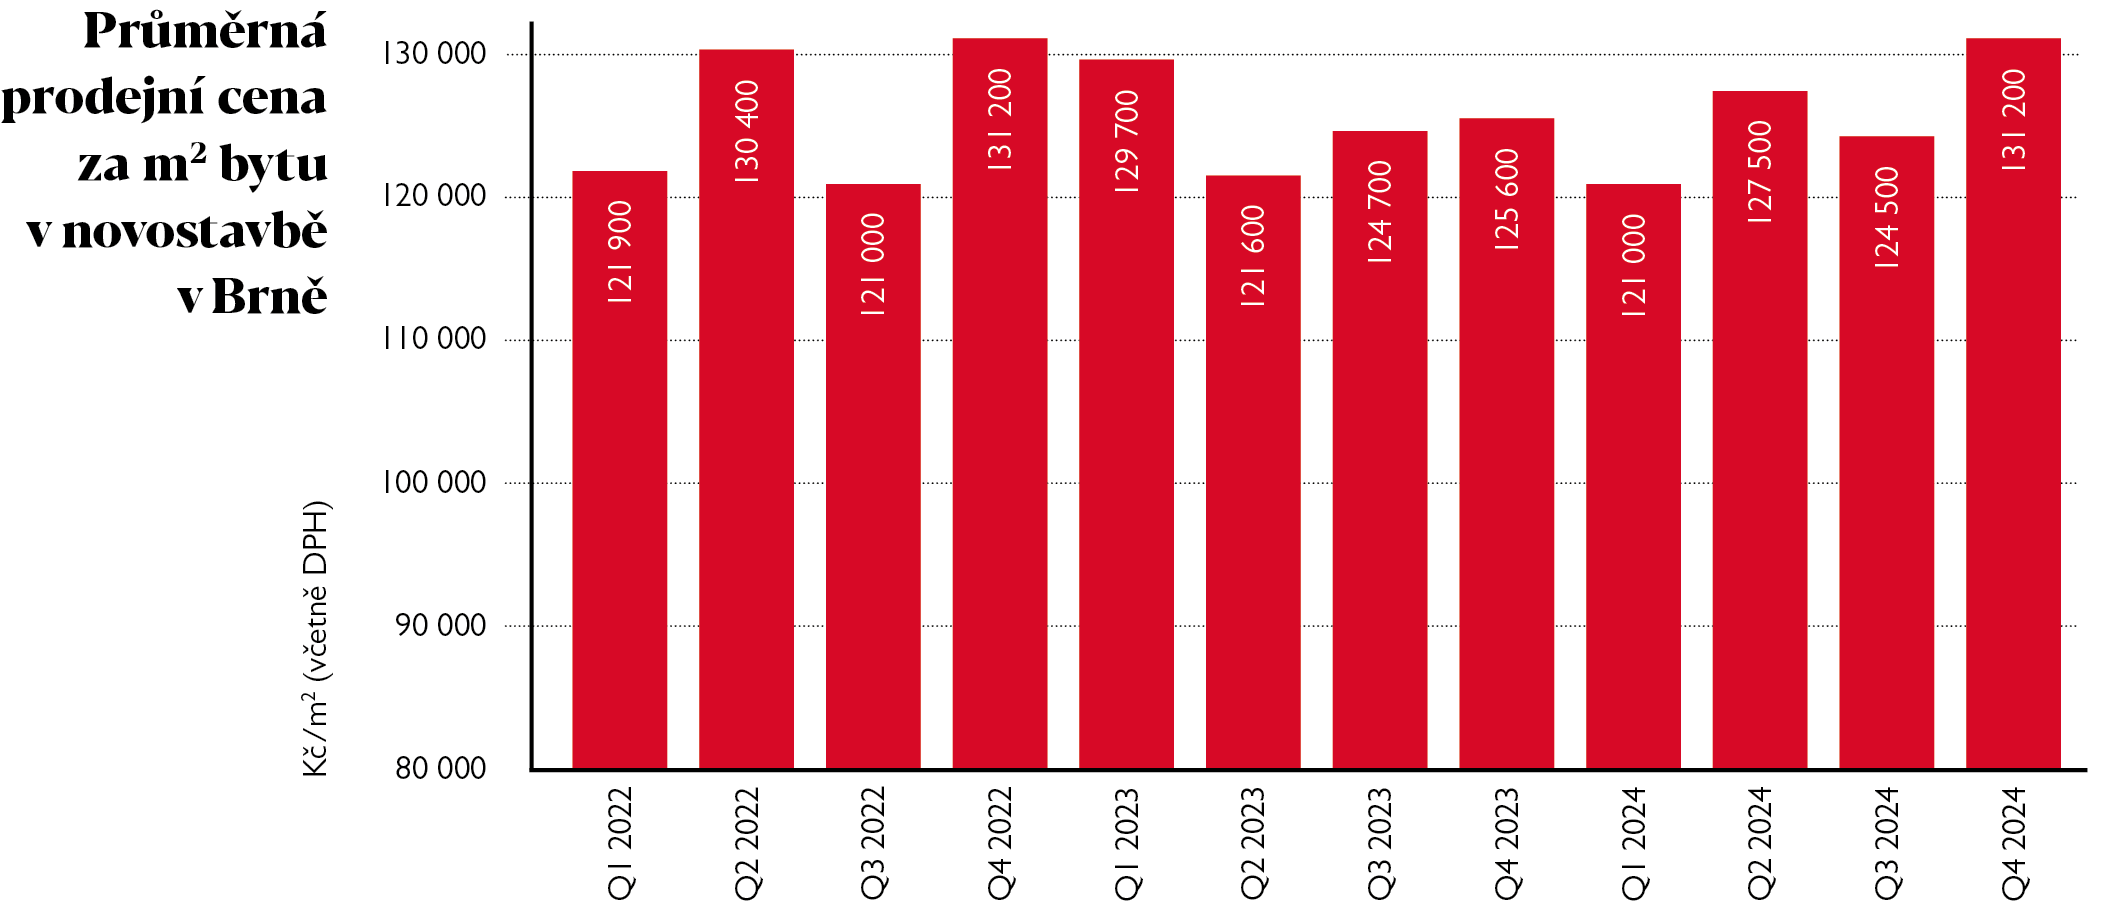 Průměrná
prodejní cena
za m² bytu
v novostavbě
v Brně
Kč/m² (včetně DPH)
130 000
120 000
110 000
100 000
90 000
80 000
121 900
130 400
121 000
131 200
129 700
121 600
124 700
125 600
121 000
127 500
124 500
131 200
Q1 2022
Q2 2022
Q3 2022
Q4 2022
Q1 2023
Q2 2023
Q3 2023
Q4 2023
Q1 2024
Q2 2024
Q3 2024
Q4 2024